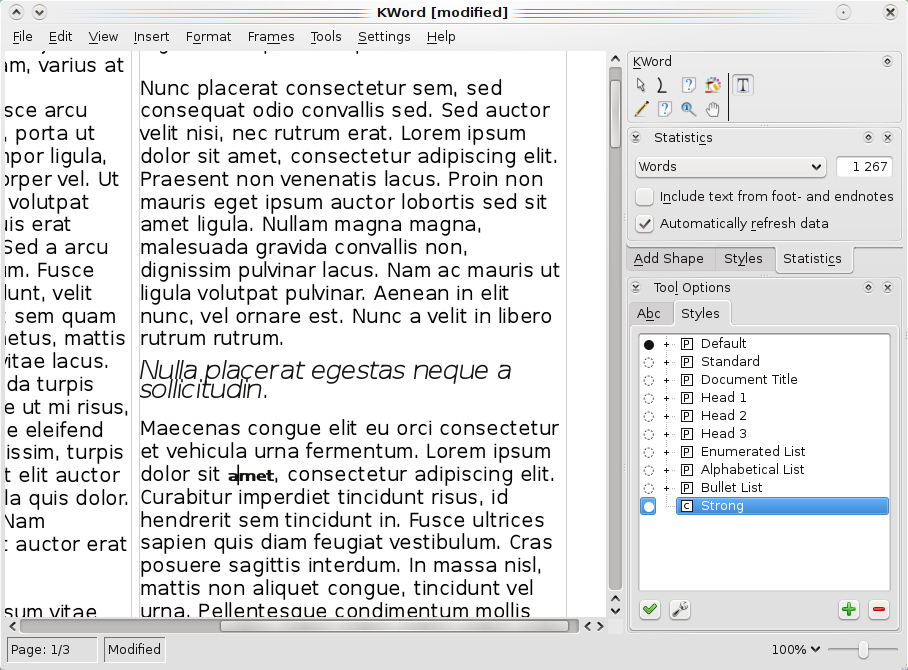 KWord [modified]
File Edit View Insert Format Frames Tools Settings Help
am, varius at
sce arcu
, porta ut
por ligula,
orper vel. Ut
volutpat
uis erat
Sed a arcu
um. Fusce
dunt, velit
sem quam
metus, mattis
vitae lacus.
da turpis
e ut mi risus,
e eleifend
issim, turpis
t elit auctor
la quis dolor.
Nam
auctor erat
sum vitae
Nunc placerat consectetur sem, sed
consequat odio convallis sed. Sed auctor
velit nisi, nec rutrum erat. Lorem ipsum
dolor sit amet, consectetur adipiscing elit.
Praesent non venenatis lacus. Proin non
mauris eget ipsum auctor lobortis sed sit
amet ligula. Nullam magna magna,
malesuada gravida convallis non,
dignissim pulvinar lacus. Nam ac mauris ut
ligula volutpat pulvinar. Aenean in elit
nunc, vel ornare est. Nunc a velit in libero
rutrum rutrum.
Nulla placerat egestas neque a
sollicitudin.
Maecenas congue elit eu orci consectetur
et vehicula urna fermentum. Lorem ipsum
dolor sit amet, consectetur adipiscing elit.
Curabitur imperdiet tincidunt risus, id
hendrerit sem tincidunt in. Fusce ultrices
sapien quis diam feugiat vestibulum. Cras
posuere sagittis interdum. In massa nisl,
mattis non aliquet congue, tincidunt vel
urna. Pellentesque condimentum mollis
KWord
Statistics
Words 1 267
Include text from foot- and endnotes
Automatically refresh data
Add Shape Styles Statistics
Tool Options
Abc Styles
P Default
P Standard
P Document Title
P Head 1
P Head 2
P Head 3
P Enumerated List
P Alphabetical List
P Bullet List
C Strong
Page: 1/3 Modified 100%